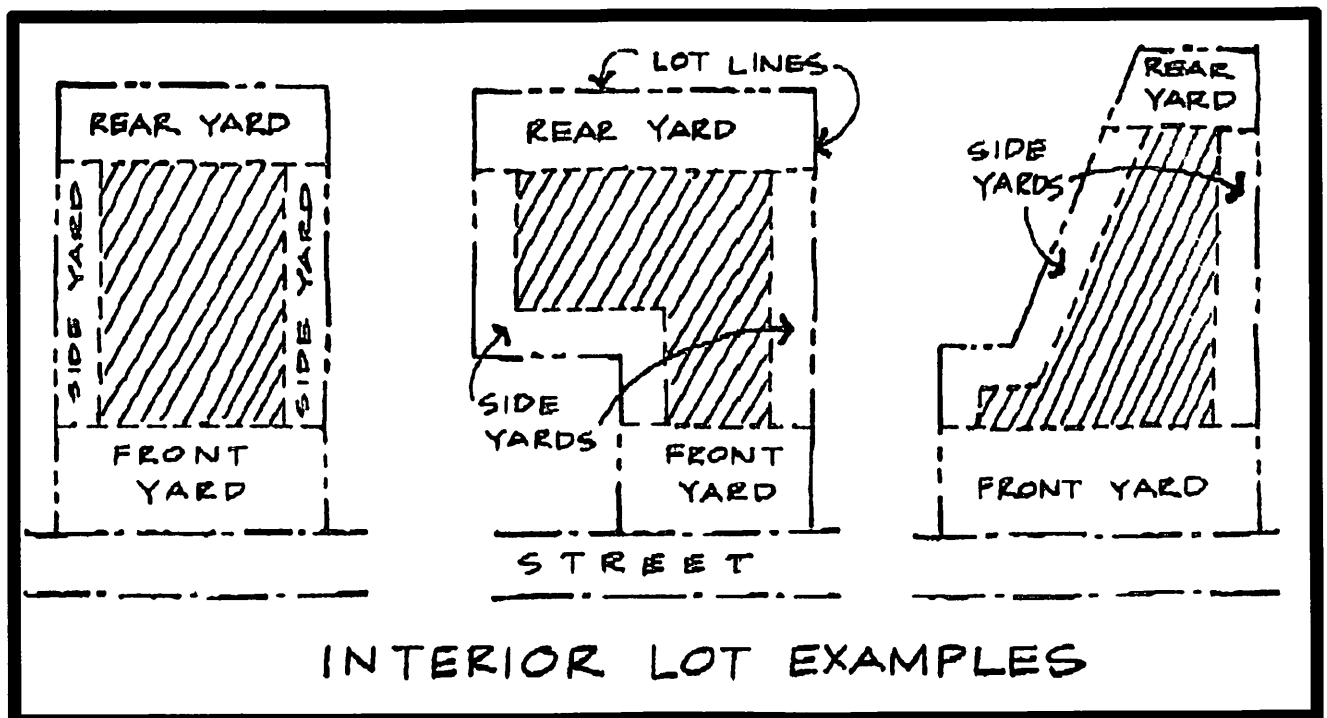 REAR YARD
SIDE YARD
SIDE YARD
FRONT
YARD
LOT LINES
REAR YARD
SIDE
YARDS
FRONT
YARD
REAR
YARD
SIDE
YARDS
FRONT YARD
STREET
INTERIOR LOT EXAMPLES